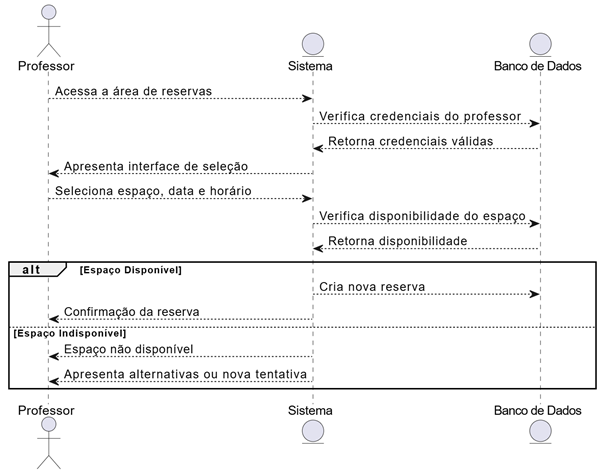 Professor
Sistema
Banco de Dados
Acessa a área de reservas
Verifica credenciais do professor
Retorna credenciais válidas
Apresenta interface de seleção
Seleciona espaço, data e horário
Verifica disponibilidade do espaço
Retorna disponibilidade
alt [Espaço Disponível]
Cria nova reserva
Confirmação da reserva
[Espaço Indisponível]
Espaço não disponível
Apresenta alternativas ou nova tentativa
Professor
Sistema
Banco de Dados